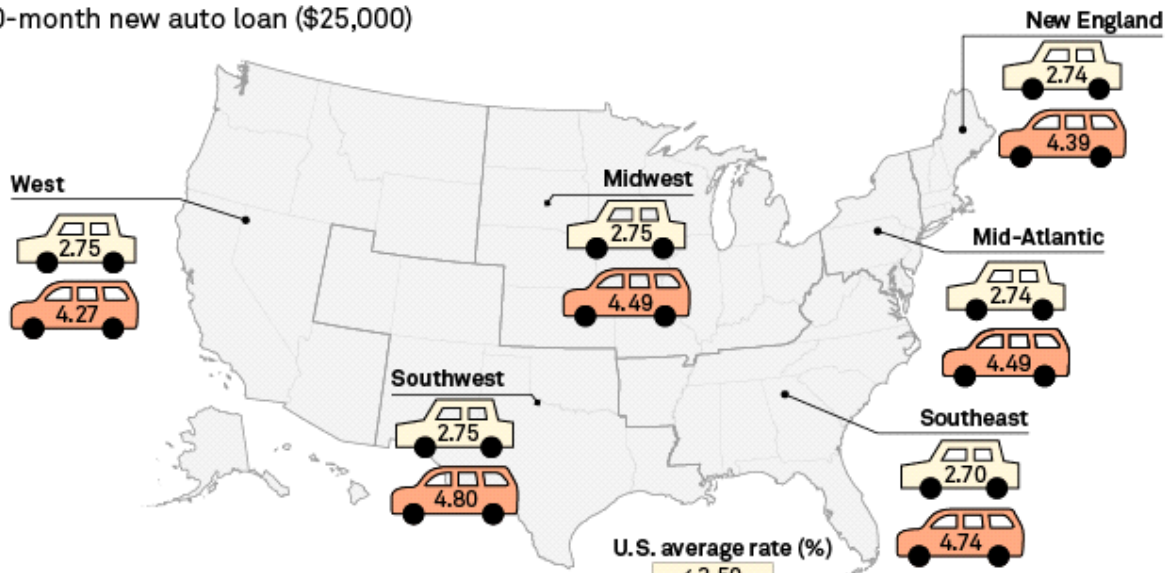 -month new auto loan ($25,000)
New England
2.74
4.39
West
2.75
4.27
Midwest
2.75
4.49
Mid-Atlantic
2.74
4.49
Southwest
2.75
4.80
Southeast
2.70
4.74
U.S. average rate (%)